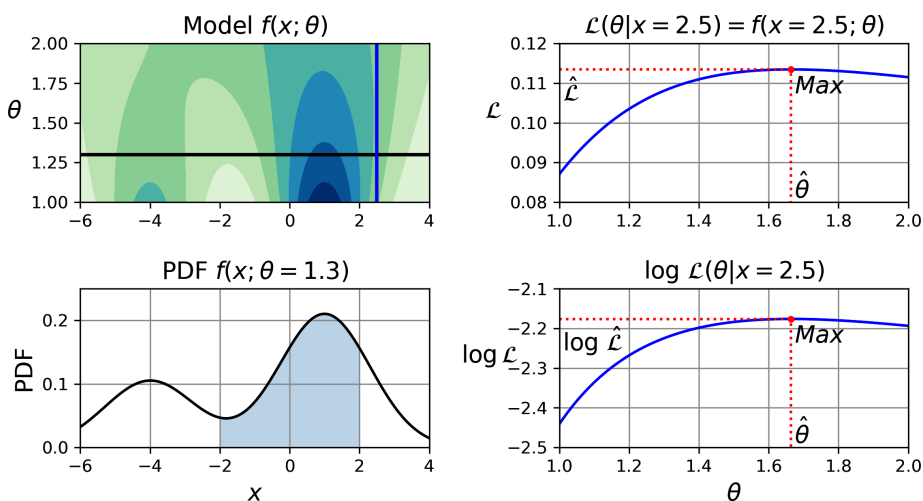 Model f(x; θ)
2.00
1.75
1.50
1.25
1.00
θ
−6 −4 −2 0 2 4
ℒ(θ|x = 2.5) = f(x = 2.5; θ)
0.12
0.11
0.10
0.09
0.08
ℒ
ℒ̂
Max
θ̂
1.0 1.2 1.4 1.6 1.8 2.0
PDF f(x; θ = 1.3)
0.2
0.1
0.0
PDF
−6 −4 −2 0 2 4
x
log ℒ(θ|x = 2.5)
−2.1
−2.2
−2.3
−2.4
−2.5
log ℒ
log ℒ̂
Max
θ̂
1.0 1.2 1.4 1.6 1.8 2.0
θ